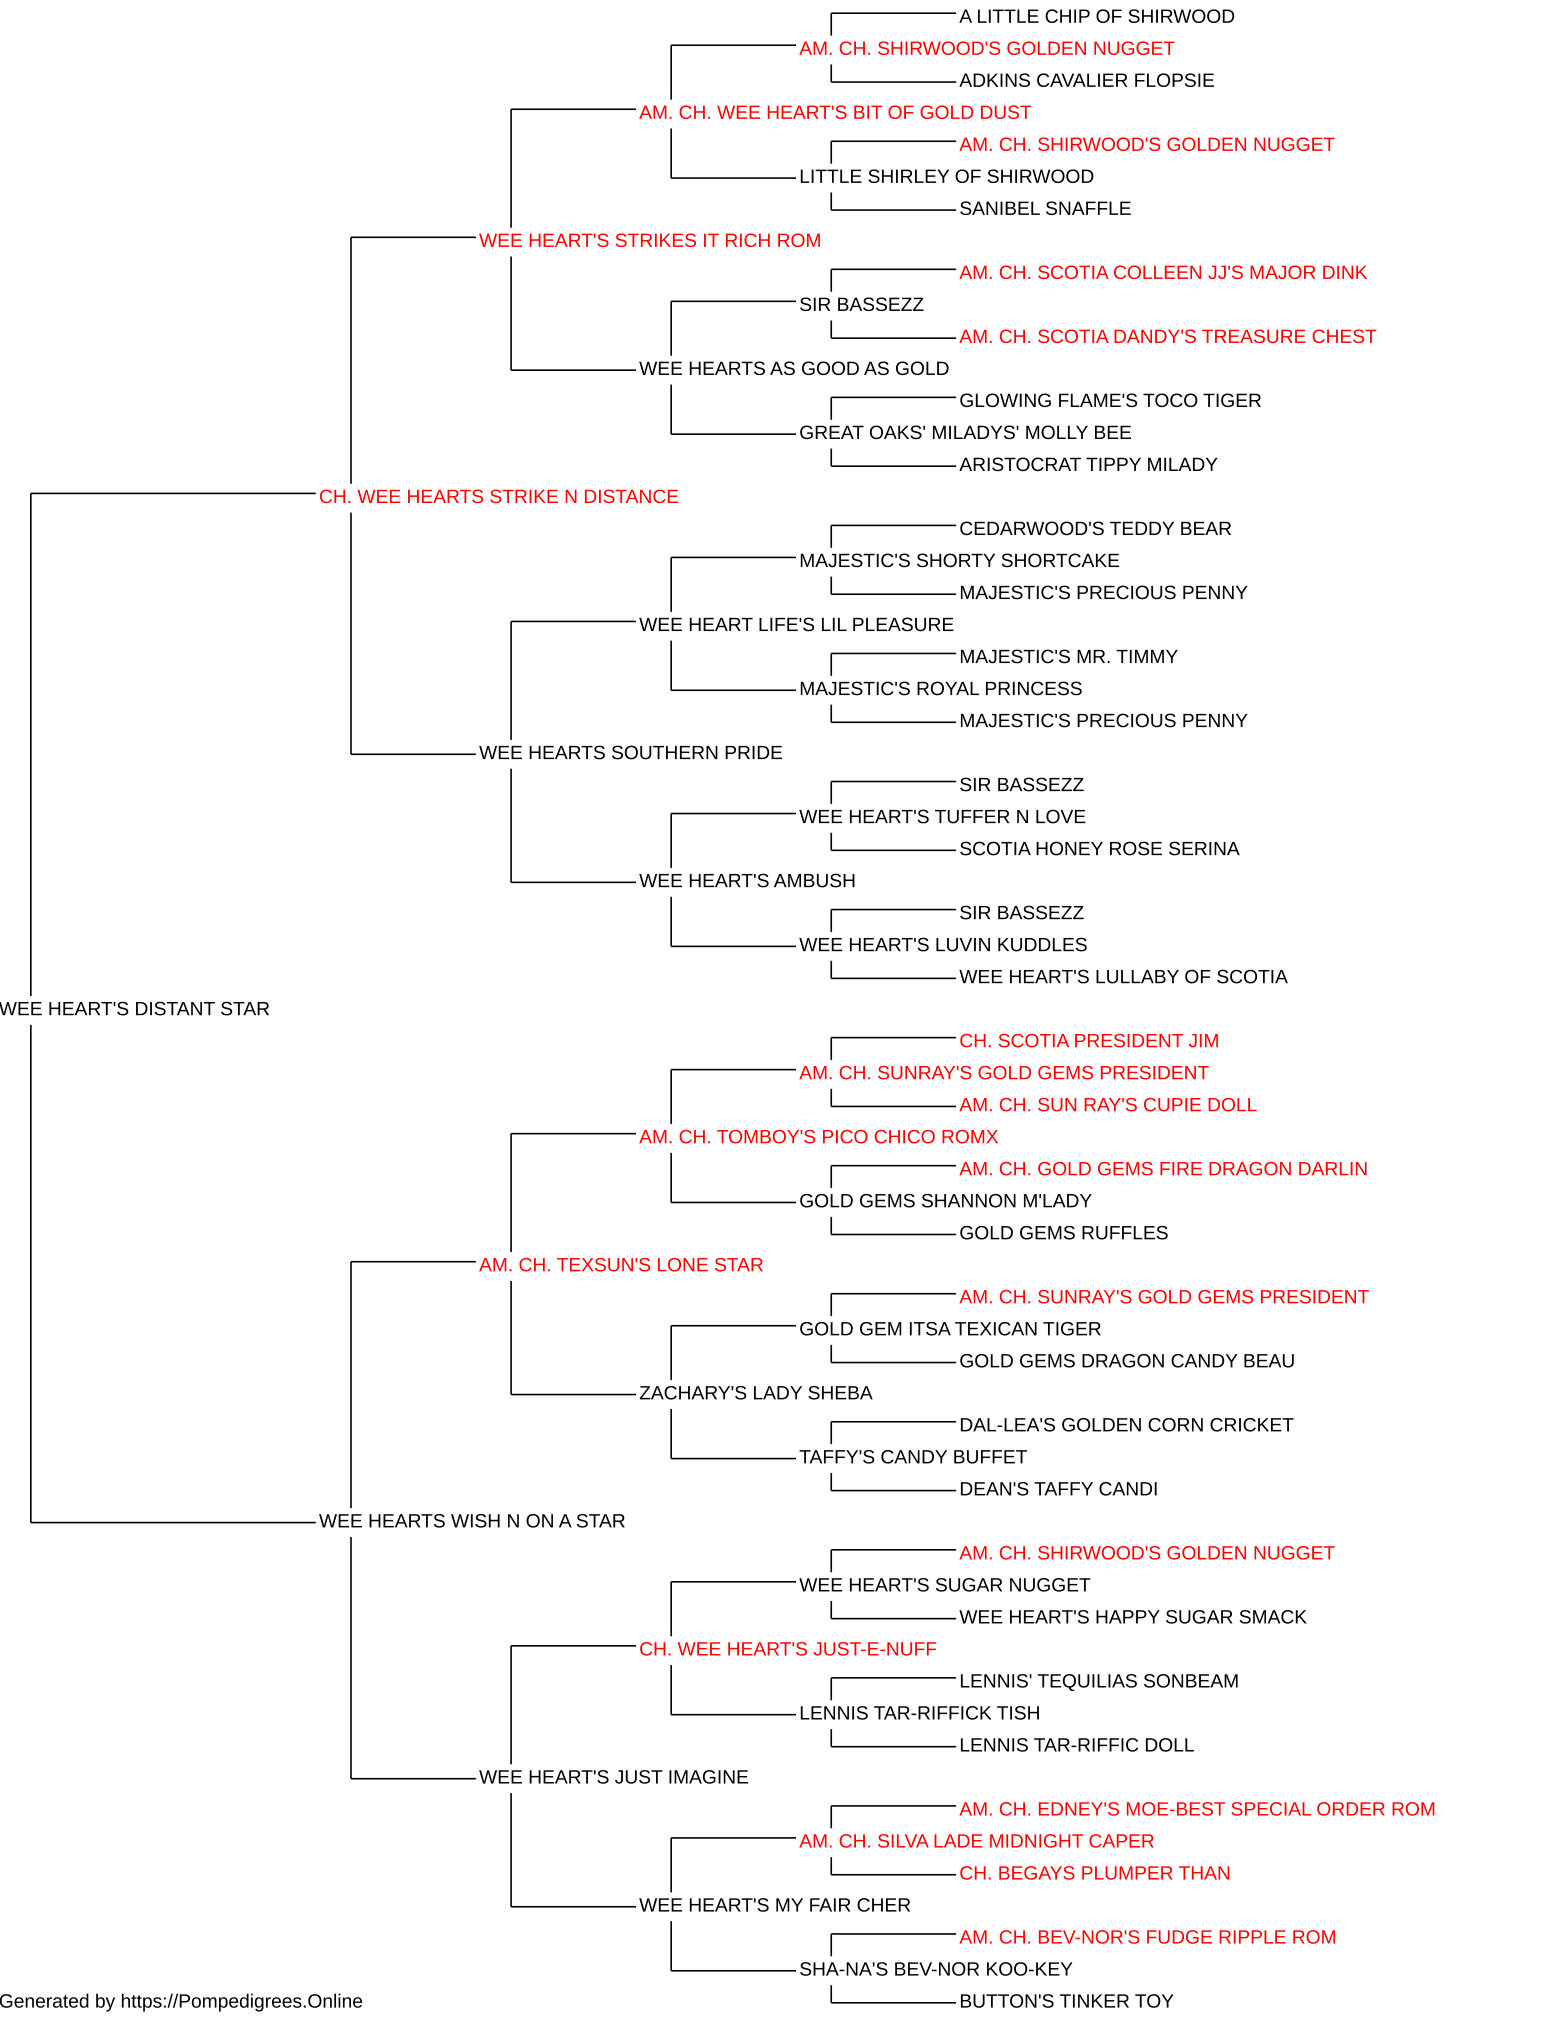 A LITTLE CHIP OF SHIRWOOD
AM. CH. SHIRWOOD'S GOLDEN NUGGET
ADKINS CAVALIER FLOPSIE
AM. CH. WEE HEART'S BIT OF GOLD DUST
AM. CH. SHIRWOOD'S GOLDEN NUGGET
LITTLE SHIRLEY OF SHIRWOOD
SANIBEL SNAFFLE
WEE HEART'S STRIKES IT RICH ROM
AM. CH. SCOTIA COLLEEN JJ'S MAJOR DINK
SIR BASSEZZ
AM. CH. SCOTIA DANDY'S TREASURE CHEST
WEE HEARTS AS GOOD AS GOLD
GLOWING FLAME'S TOCO TIGER
GREAT OAKS' MILADYS' MOLLY BEE
ARISTOCRAT TIPPY MILADY
CH. WEE HEARTS STRIKE N DISTANCE
CEDARWOOD'S TEDDY BEAR
MAJESTIC'S SHORTY SHORTCAKE
MAJESTIC'S PRECIOUS PENNY
WEE HEART LIFE'S LIL PLEASURE
MAJESTIC'S MR. TIMMY
MAJESTIC'S ROYAL PRINCESS
MAJESTIC'S PRECIOUS PENNY
WEE HEARTS SOUTHERN PRIDE
SIR BASSEZZ
WEE HEART'S TUFFER N LOVE
SCOTIA HONEY ROSE SERINA
WEE HEART'S AMBUSH
SIR BASSEZZ
WEE HEART'S LUVIN KUDDLES
WEE HEART'S LULLABY OF SCOTIA
WEE HEART'S DISTANT STAR
CH. SCOTIA PRESIDENT JIM
AM. CH. SUNRAY'S GOLD GEMS PRESIDENT
AM. CH. SUN RAY'S CUPIE DOLL
AM. CH. TOMBOY'S PICO CHICO ROMX
AM. CH. GOLD GEMS FIRE DRAGON DARLIN
GOLD GEMS SHANNON M'LADY
GOLD GEMS RUFFLES
AM. CH. TEXSUN'S LONE STAR
AM. CH. SUNRAY'S GOLD GEMS PRESIDENT
GOLD GEM ITSA TEXICAN TIGER
GOLD GEMS DRAGON CANDY BEAU
ZACHARY'S LADY SHEBA
DAL-LEA'S GOLDEN CORN CRICKET
TAFFY'S CANDY BUFFET
DEAN'S TAFFY CANDI
WEE HEARTS WISH N ON A STAR
AM. CH. SHIRWOOD'S GOLDEN NUGGET
WEE HEART'S SUGAR NUGGET
WEE HEART'S HAPPY SUGAR SMACK
CH. WEE HEART'S JUST-E-NUFF
LENNIS' TEQUILIAS SONBEAM
LENNIS TAR-RIFFICK TISH
LENNIS TAR-RIFFIC DOLL
WEE HEART'S JUST IMAGINE
AM. CH. EDNEY'S MOE-BEST SPECIAL ORDER ROM
AM. CH. SILVA LADE MIDNIGHT CAPER
CH. BEGAYS PLUMPER THAN
WEE HEART'S MY FAIR CHER
AM. CH. BEV-NOR'S FUDGE RIPPLE ROM
SHA-NA'S BEV-NOR KOO-KEY
BUTTON'S TINKER TOY
Generated by https://Pompedigrees.Online